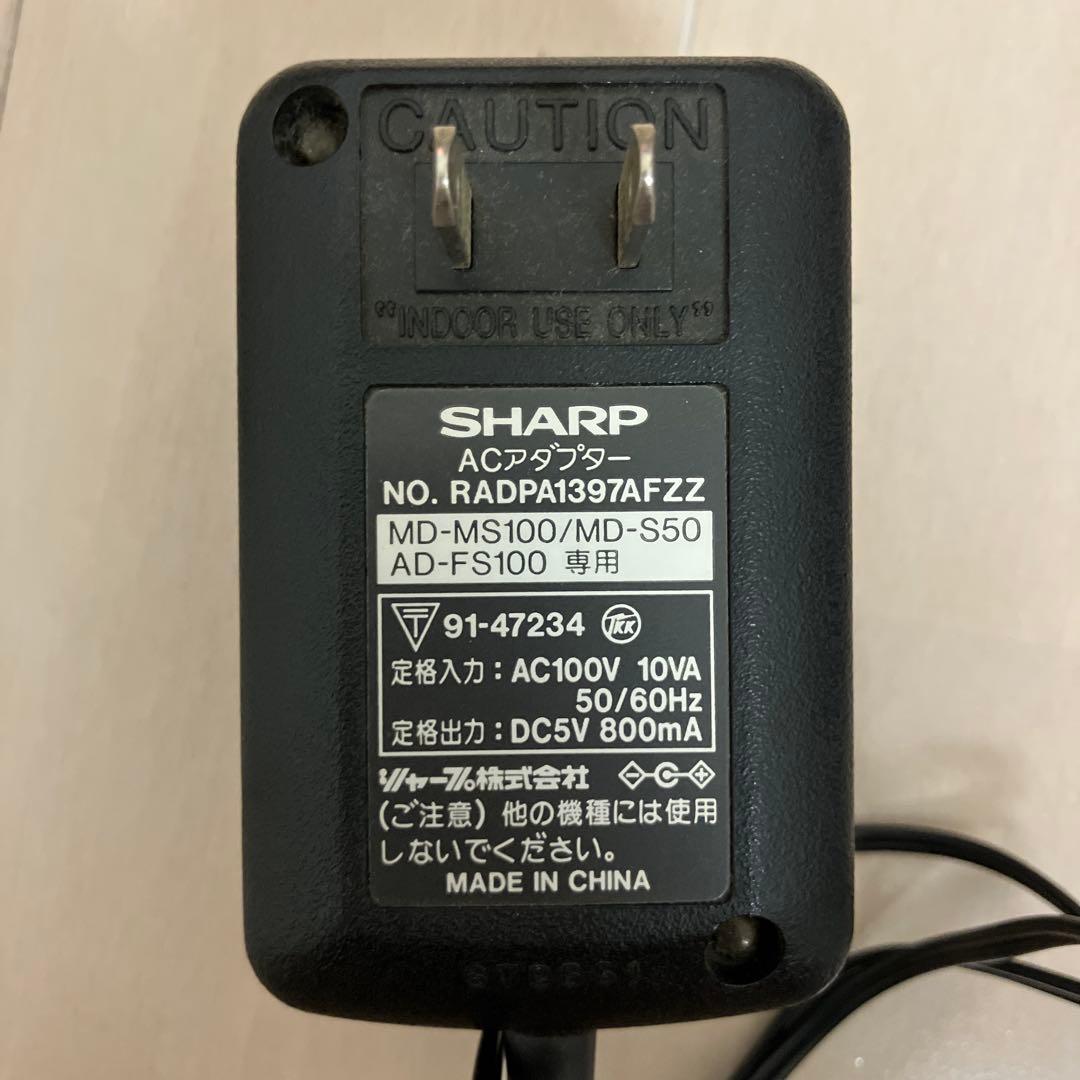 CAUTION
"INDOOR USE ONLY"
SHARP
ACアダプター
NO. RADPA1397AFZZ
MD-MS100/MD-S50
AD-FS100 専用
〒 91-47234 TKK
定格入力：AC100V 10VA
50/60Hz
定格出力：DC5V 800mA
シャープ株式会社
(ご注意) 他の機種には使用
しないでください。
MADE IN CHINA